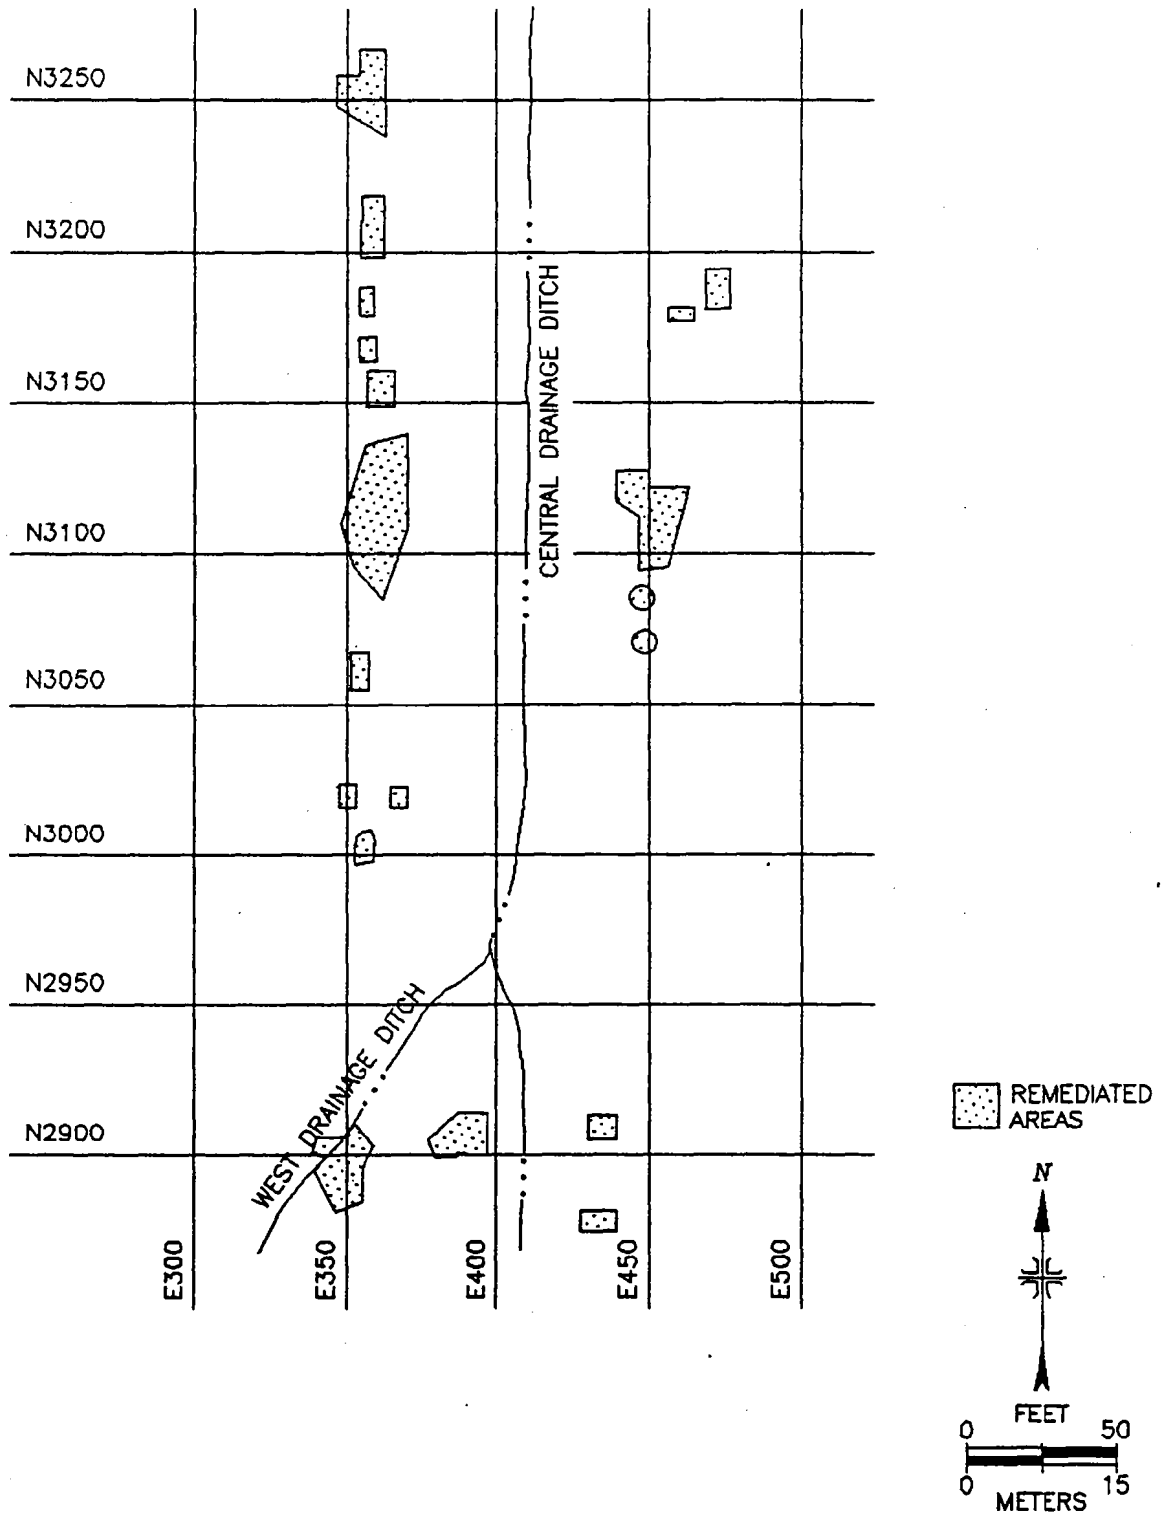 N3250
N3200
N3150
N3100
N3050
N3000
N2950
N2900
CENTRAL DRAINAGE DITCH
WEST DRAINAGE DITCH
E300
E350
E400
E450
E500
REMEDIATED
AREAS
N
FEET
0 50
0 15
METERS